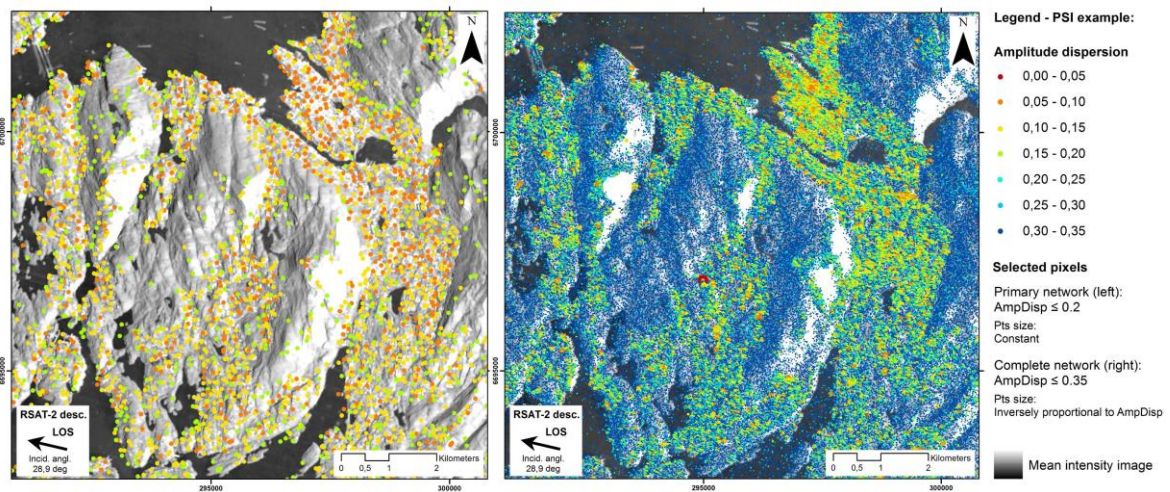 N
6700000
6695000
RSAT-2 desc.
LOS
Incid. angl.
28,9 deg
Kilometers
0 0,5 1 2
295000
300000
N
6700000
6695000
RSAT-2 desc.
LOS
Incid. angl.
28,9 deg
Kilometers
0 0,5 1 2
295000
300000
Legend - PSI example:
Amplitude dispersion
0,00 - 0,05
0,05 - 0,10
0,10 - 0,15
0,15 - 0,20
0,20 - 0,25
0,25 - 0,30
0,30 - 0,35
Selected pixels
Primary network (left):
AmpDisp ≤ 0.2
Pts size:
Constant
Complete network (right):
AmpDisp ≤ 0.35
Pts size:
Inversely proportional to AmpDisp
Mean intensity image